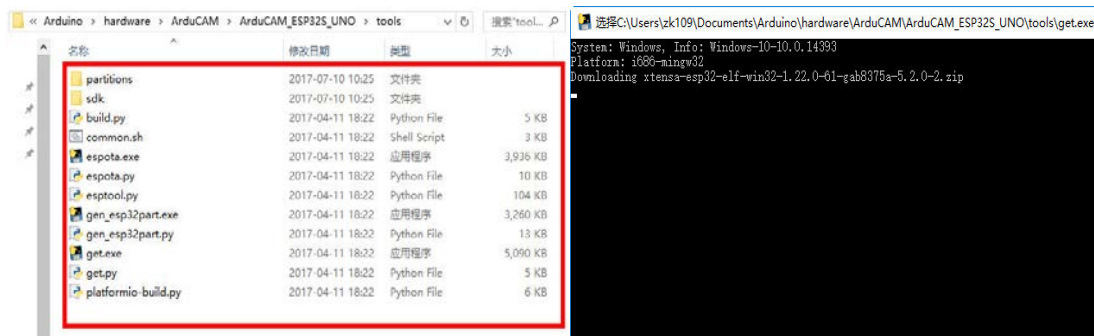 « Arduino › hardware › ArduCAM › ArduCAM_ESP32S_UNO › tools
搜索"tool...
名称 修改日期 类型 大小
partitions 2017-07-10 10:25 文件夹
sdk 2017-07-10 10:25 文件夹
build.py 2017-04-11 18:22 Python File 5 KB
common.sh 2017-04-11 18:22 Shell Script 3 KB
espota.exe 2017-04-11 18:22 应用程序 3,936 KB
espota.py 2017-04-11 18:22 Python File 10 KB
esptool.py 2017-04-11 18:22 Python File 104 KB
gen_esp32part.exe 2017-04-11 18:22 应用程序 3,260 KB
gen_esp32part.py 2017-04-11 18:22 Python File 13 KB
get.exe 2017-04-11 18:22 应用程序 5,090 KB
get.py 2017-04-11 18:22 Python File 5 KB
platformio-build.py 2017-04-11 18:22 Python File 6 KB
选择C:\Users\zk109\Documents\Arduino\hardware\ArduCAM\ArduCAM_ESP32S_UNO\tools\get.exe
System: Windows, Info: Windows-10-10.0.14393
Platform: i686-mingw32
Downloading xtensa-esp32-elf-win32-1.22.0-61-gab8375a-5.2.0-2.zip